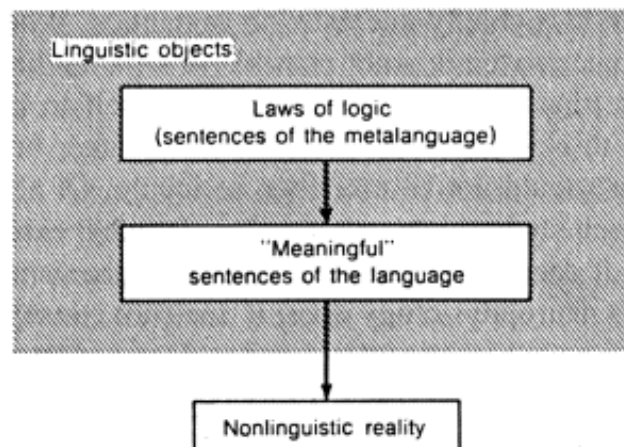 Linguistic objects
Laws of logic
(sentences of the metalanguage)
"Meaningful"
sentences of the language
Nonlinguistic reality